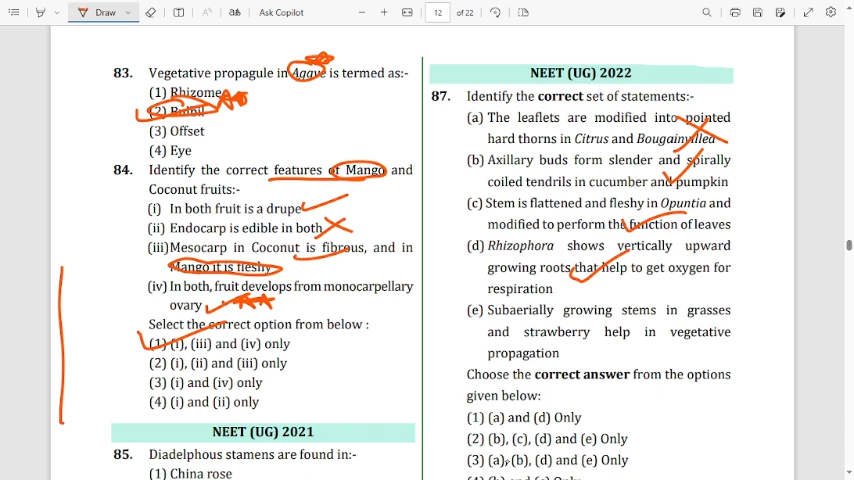 Draw
Ask Copilot
12
of 22
83. Vegetative propagule in Agave is termed as:-
(1) Rhizome
(2) Bulbil
(3) Offset
(4) Eye
84. Identify the correct features of Mango and
Coconut fruits:-
(i) In both fruit is a drupe
(ii) Endocarp is edible in both
(iii) Mesocarp in Coconut is fibrous, and in
Mango it is fleshy
(iv) In both, fruit develops from monocarpellary
ovary
Select the correct option from below :
(1) (i), (iii) and (iv) only
(2) (i), (ii) and (iii) only
(3) (i) and (iv) only
(4) (i) and (ii) only
NEET (UG) 2021
85. Diadelphous stamens are found in:-
(1) China rose
NEET (UG) 2022
87. Identify the correct set of statements:-
(a) The leaflets are modified into pointed
hard thorns in Citrus and Bougainvillea
(b) Axillary buds form slender and spirally
coiled tendrils in cucumber and pumpkin
(c) Stem is flattened and fleshy in Opuntia and
modified to perform the function of leaves
(d) Rhizophora shows vertically upward
growing roots that help to get oxygen for
respiration
(e) Subaerially growing stems in grasses
and strawberry help in vegetative
propagation
Choose the correct answer from the options
given below:
(1) (a) and (d) Only
(2) (b), (c), (d) and (e) Only
(3) (a), (b), (d) and (e) Only